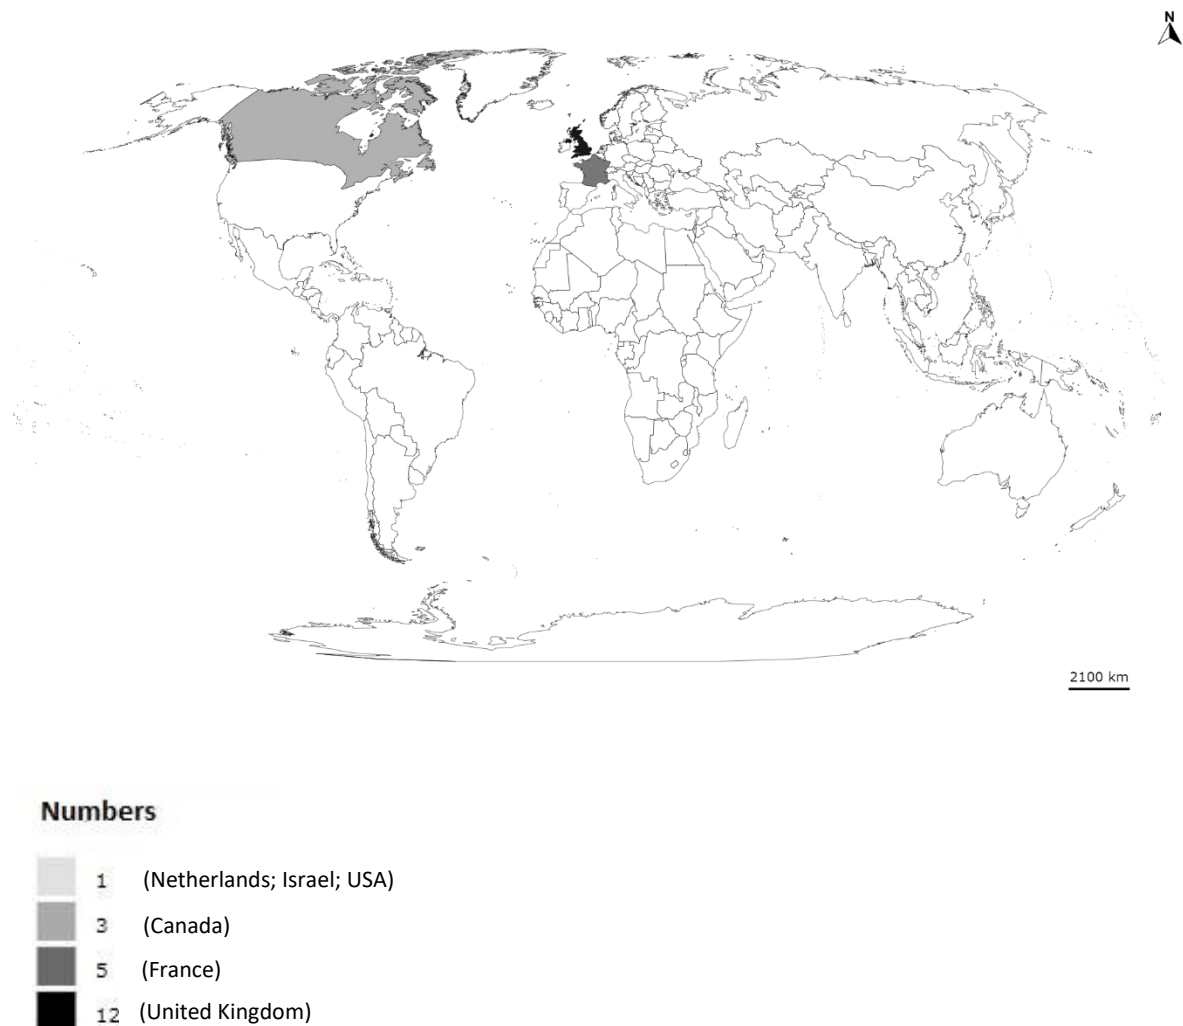 N
2100 km
Numbers
1 (Netherlands; Israel; USA)
3 (Canada)
5 (France)
12 (United Kingdom)